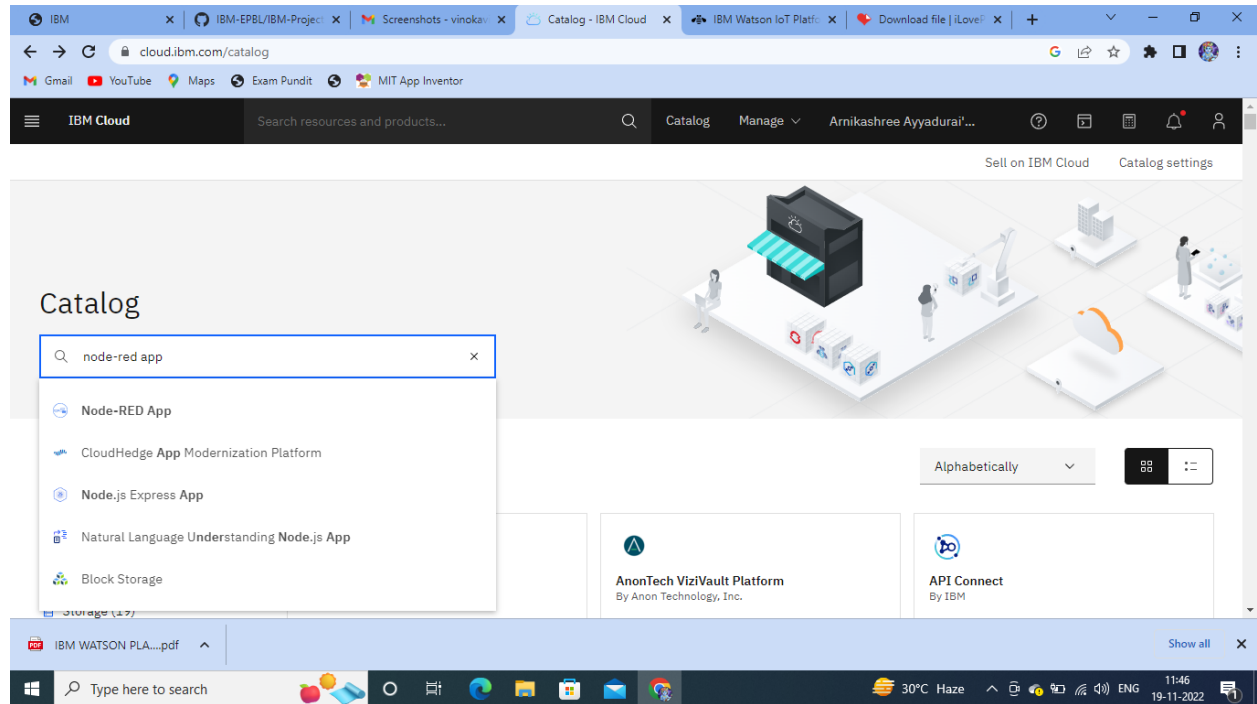 IBM
IBM-EPBL/IBM-Project
Screenshots - vinokav
Catalog - IBM Cloud
IBM Watson IoT Platfo
Download file | iLoveP
cloud.ibm.com/catalog
Gmail YouTube Maps Exam Pundit MIT App Inventor
IBM Cloud Search resources and products... Catalog Manage Arnikashree Ayyadurai'...
Sell on IBM Cloud Catalog settings
Catalog
node-red app
Node-RED App
CloudHedge App Modernization Platform
Alphabetically
Node.js Express App
Natural Language Understanding Node.js App
Block Storage
Storage (19)
AnonTech ViziVault Platform
By Anon Technology, Inc.
API Connect
By IBM
PDF IBM WATSON PLA....pdf Show all
Type here to search 30°C Haze ENG 11:46
19-11-2022
1